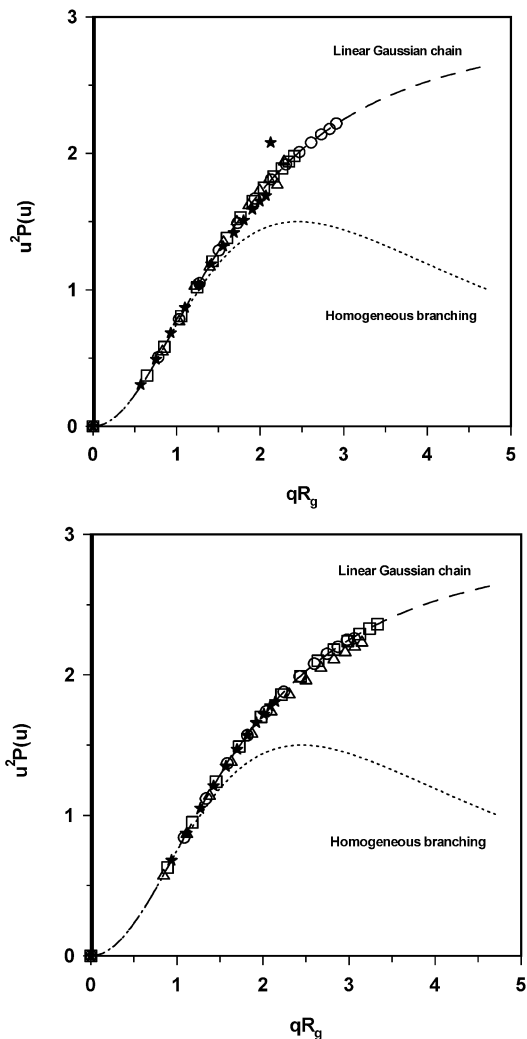 3
Linear Gaussian chain
2
u²P(u)
1
Homogeneous branching
0
0 1 2 3 4 5
qRg
3
Linear Gaussian chain
2
u²P(u)
1
Homogeneous branching
0
0 1 2 3 4 5
qRg